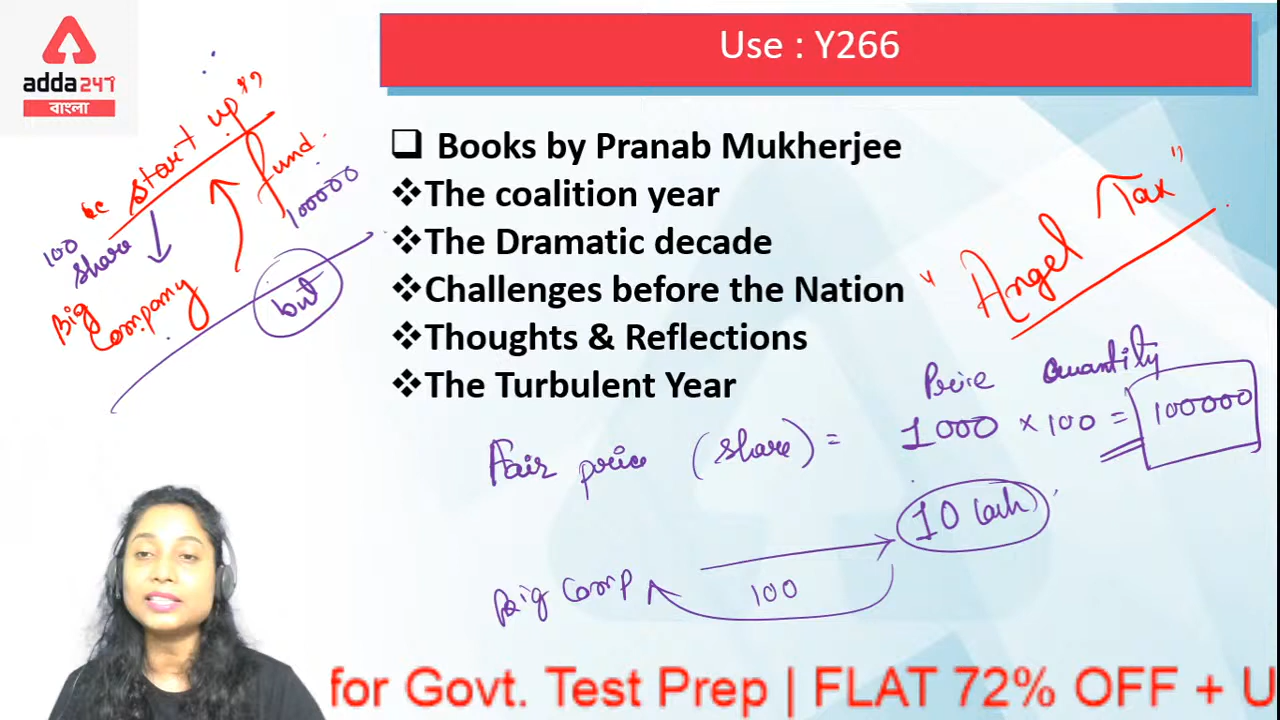 adda247
বাংলা
Use : Y266
Books by Pranab Mukherjee
The coalition year
The Dramatic decade
Challenges before the Nation
Thoughts & Reflections
The Turbulent Year
start up
fund.
100000
100
share
Big
Company
but
"Angel Tax"
Price Quantity
Fair price (share) = 1000 × 100 = 100000
10 lakh
Big Comp
100
for Govt. Test Prep | FLAT 72% OFF + U